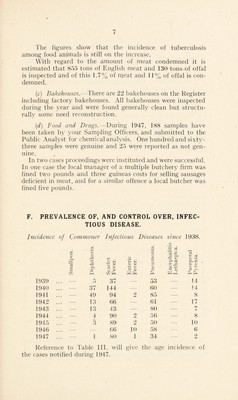 7
The figures show that the incidence of tuberculosis
among food animals is still on the increase.
With regard to the amount of meat condemned it is
estimated that 855 tons of English meat and 130 tons of offal
is inspected and of this 1.7% of meat and 11% of offal is con-
demned.
(c) Bakehouses.—There are 22 bakehouses on the Register
including factory bakehouses. All bakehouses were inspected
during the year and were found generally clean but structu-
rally some need reconstruction.
(d) Food and Drugs.—During 1947, 188 samples have
been taken by your Sampling Officers, and submitted to the
Public Analyst for chemical analysis. One hundred and sixty-
three samples were genuine and 25 were reported as not gen-
uine.
In two cases proceedings were instituted and were successful.
In one case the local manager of a multiple butchery firm was
fined two pounds and three guineas costs for selling sausages
deficient in meat, and for a similar offence a local butcher was
fined five pounds.
F. PREVALENCE OF, AND CONTROL OVER, INFEC-
TIOUS DISEASE.
Incidence of Commoner Infectious Diseases since 1938.
Smallpox. Diphtheria. Scarlet Fever. Enteric Fever. Pneumonia. Encephalitis Lethargica. Puerperal Pyrexia.
1939 ... — 5 37 — 53 — 14
1940 ... — 37 144 — 60 — 14
1941 ... — 49 94 2 85 — 8
1942 ... — 13 66 — 61 — 17
1943 ... — 13 43 — 80 — 7
1944 ... — 4 90 2 56 — 8
1945 ... — 3 89 2 50 — 10
1946 ... — — 66 10 58 — 6
1947 ... — 1 80 1 34 — 2
Reference to Table III. will give the age incidence of
the cases notified during 1947.